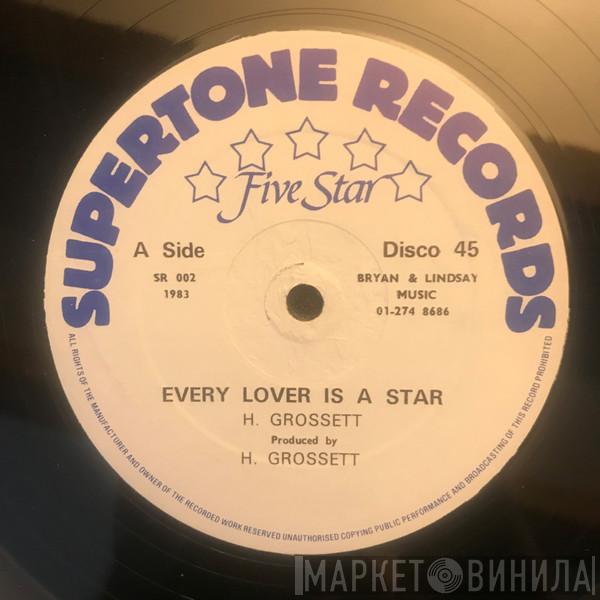 SUPERTONE RECORDS
Five Star
A Side
Disco 45
SR 002
1983
BRYAN & LINDSAY
MUSIC
01-274 8686
EVERY LOVER IS A STAR
H. GROSSETT
Produced by
H. GROSSETT
ALL RIGHTS OF THE MANUFACTURER AND OWNER OF THE RECORDED WORK RESERVED UNAUTHORISED COPYING PUBLIC PERFORMANCE AND BROADCASTING OF THIS RECORD PROHIBITED
МАРКЕТ ВИНИЛА